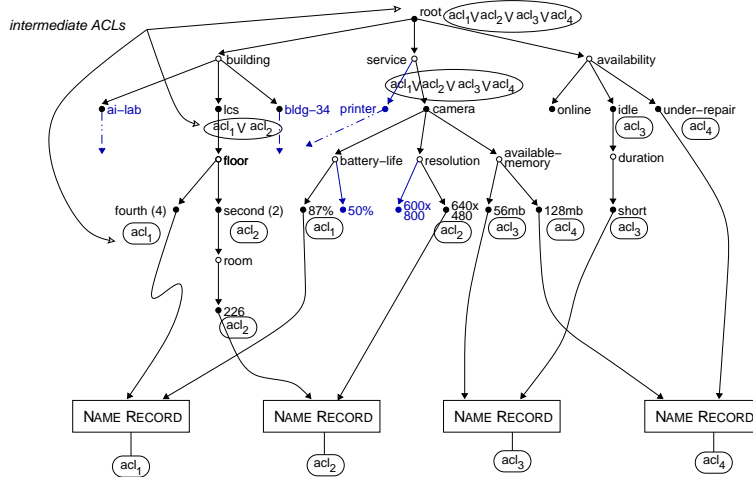 root
acl1 V acl2 V acl3 V acl4
intermediate ACLs
building
service
availability
acl1 V acl2 V acl3 V acl4
ai-lab
lcs
bldg-34
printer
camera
online
idle
under-repair
acl1 V acl2
acl3
acl4
floor
battery-life
resolution
available-
memory
duration
fourth (4)
second (2)
87%
50%
600x
800
640x
480
56mb
128mb
short
acl1
acl2
acl1
acl2
acl3
acl4
acl3
room
226
acl2
NAME RECORD
NAME RECORD
NAME RECORD
NAME RECORD
acl1
acl2
acl3
acl4